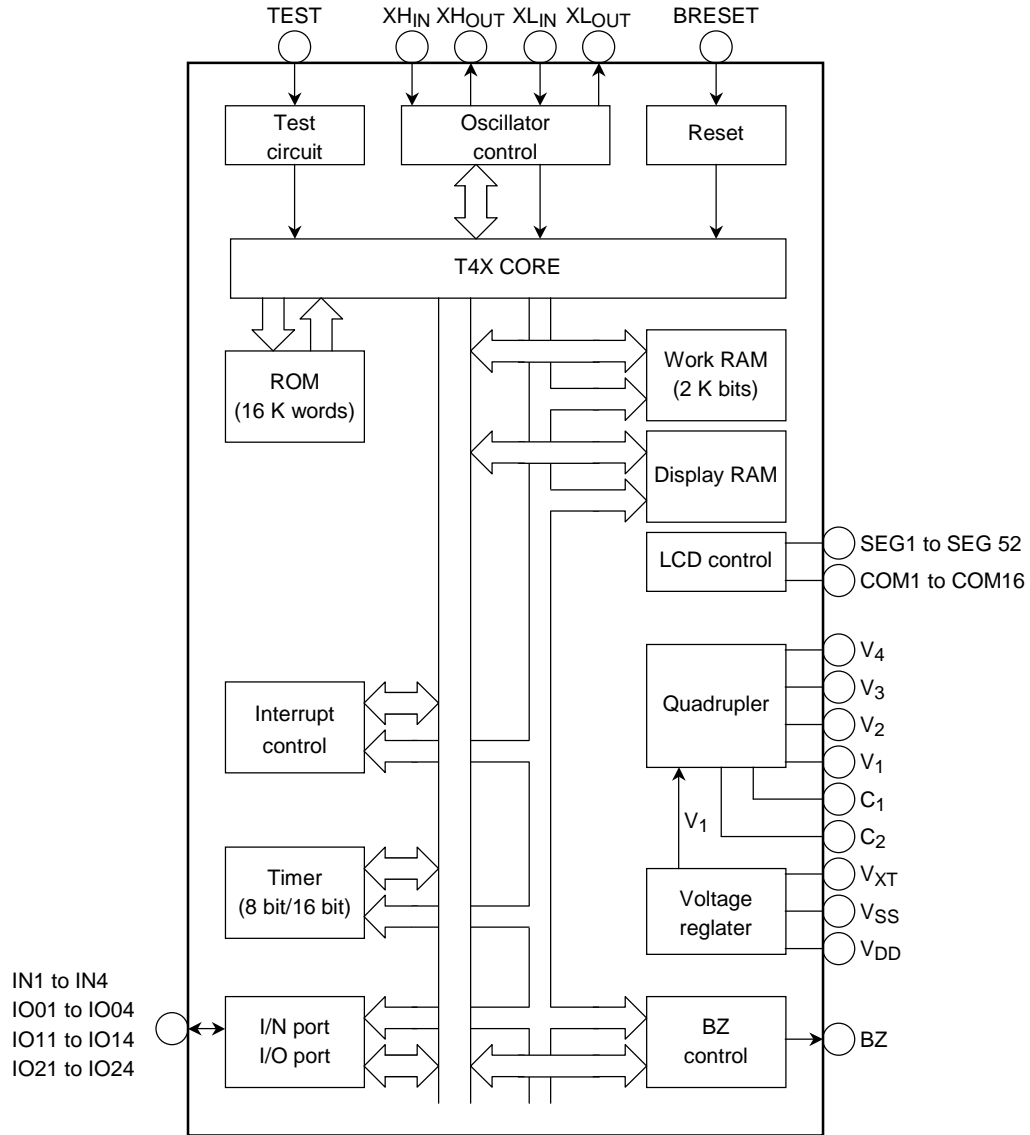 TEST
XHIN XHOUT XLIN XLOUT
BRESET
Test
circuit
Oscillator
control
Reset
T4X CORE
ROM
(16 K words)
Work RAM
(2 K bits)
Display RAM
LCD control
SEG1 to SEG 52
COM1 to COM16
Quadrupler
V4
V3
V2
V1
C1
C2
Interrupt
control
V1
Timer
(8 bit/16 bit)
Voltage
reglater
VXT
VSS
VDD
IN1 to IN4
IO01 to IO04
IO11 to IO14
IO21 to IO24
I/N port
I/O port
BZ
control
BZ